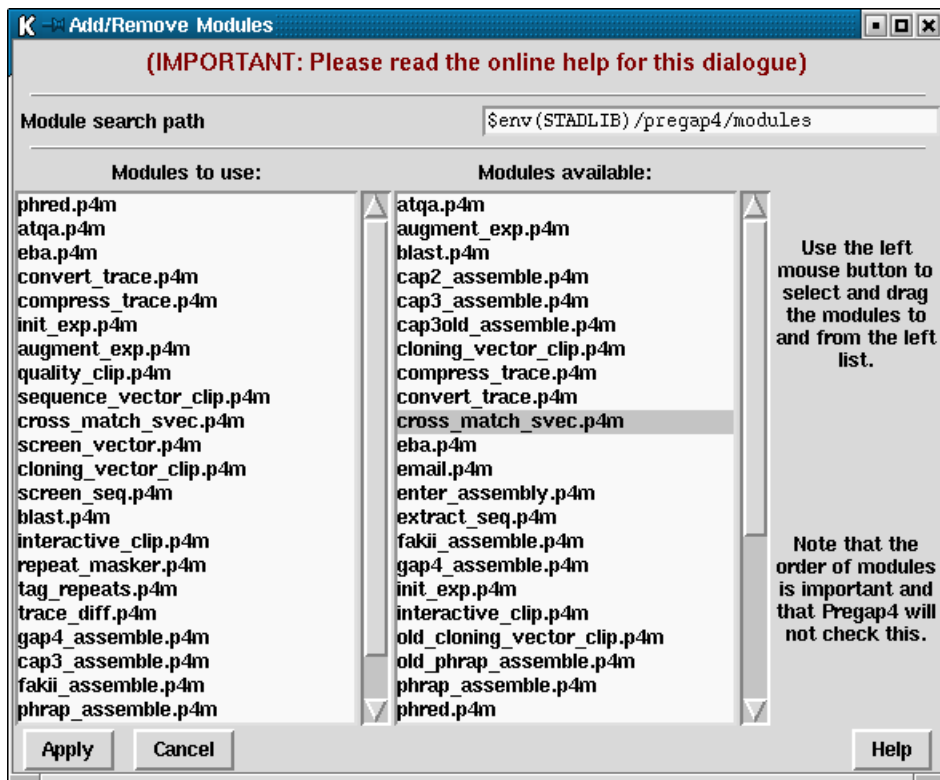 Add/Remove Modules
(IMPORTANT: Please read the online help for this dialogue)
Module search path
$env(STADLIB)/pregap4/modules
Modules to use:
phred.p4m
atqa.p4m
eba.p4m
convert_trace.p4m
compress_trace.p4m
init_exp.p4m
augment_exp.p4m
quality_clip.p4m
sequence_vector_clip.p4m
cross_match_svec.p4m
screen_vector.p4m
cloning_vector_clip.p4m
screen_seq.p4m
blast.p4m
interactive_clip.p4m
repeat_masker.p4m
tag_repeats.p4m
trace_diff.p4m
gap4_assemble.p4m
cap3_assemble.p4m
fakii_assemble.p4m
phrap_assemble.p4m
Modules available:
atqa.p4m
augment_exp.p4m
blast.p4m
cap2_assemble.p4m
cap3_assemble.p4m
cap3old_assemble.p4m
cloning_vector_clip.p4m
compress_trace.p4m
convert_trace.p4m
cross_match_svec.p4m
eba.p4m
email.p4m
enter_assembly.p4m
extract_seq.p4m
fakii_assemble.p4m
gap4_assemble.p4m
init_exp.p4m
interactive_clip.p4m
old_cloning_vector_clip.p4m
old_phrap_assemble.p4m
phrap_assemble.p4m
phred.p4m
Use the left
mouse button to
select and drag
the modules to
and from the left
list.
Note that the
order of modules
is important and
that Pregap4 will
not check this.
Apply
Cancel
Help